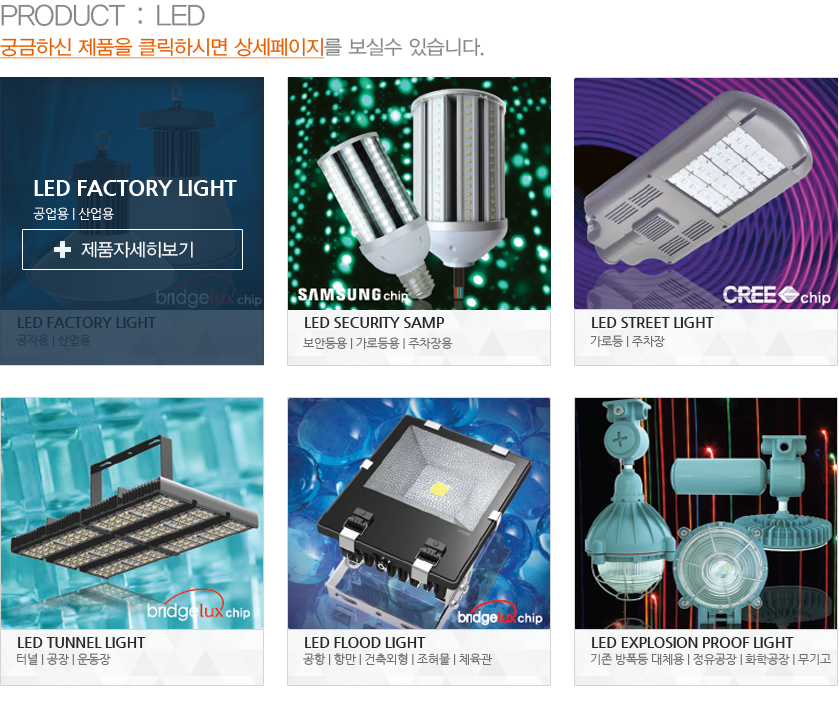 PRODUCT : LED
궁금하신 제품을 클릭하시면 상세페이지를 보실수 있습니다.
LED FACTORY LIGHT
공업용 | 산업용
제품자세히보기
bridgelux chip
LED FACTORY LIGHT
공자용 | 산업용
SAMSUNG chip
LED SECURITY SAMP
보안등용 | 가로등용 | 주차장용
CREE chip
LED STREET LIGHT
가로등 | 주차장
bridgelux chip
LED TUNNEL LIGHT
터널 | 공장 | 운동장
bridgelux chip
LED FLOOD LIGHT
공항 | 항만 | 건축외형 | 조혀물 | 체육관
LED EXPLOSION PROOF LIGHT
기존 방폭등 대체용 | 정유공장 | 화학공장 | 무기고